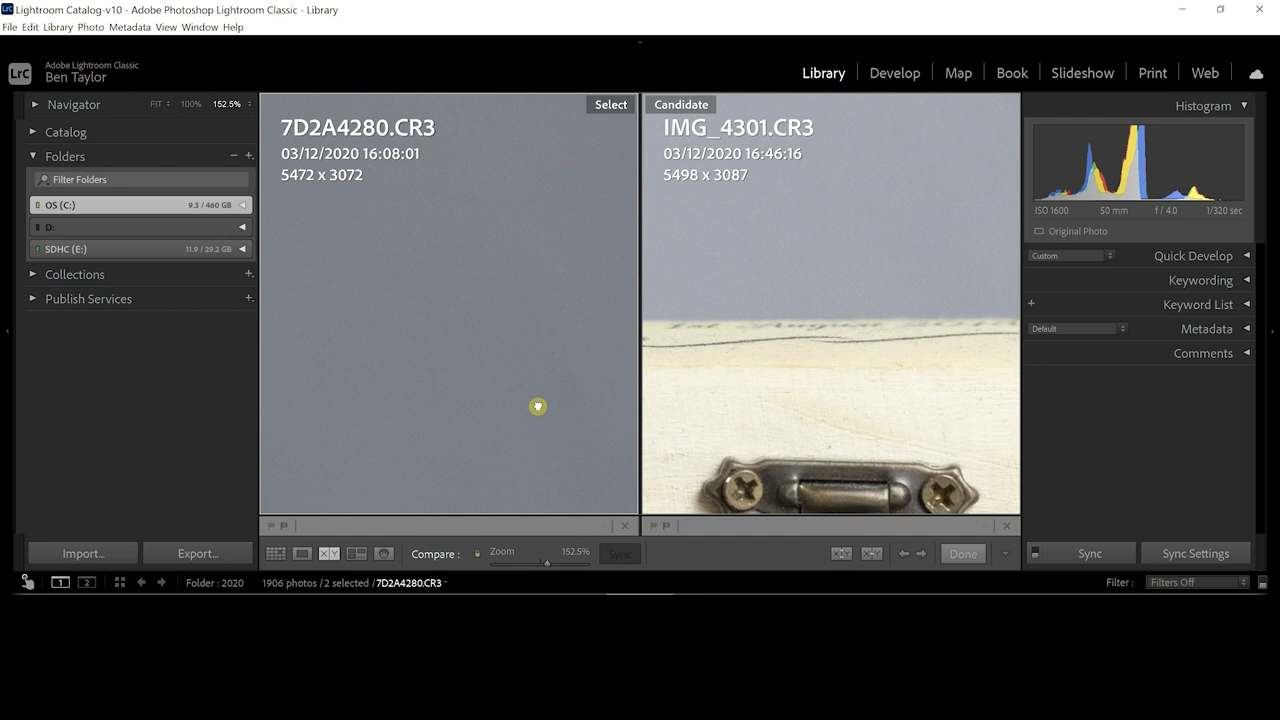 Lightroom Catalog-v10 - Adobe Photoshop Lightroom Classic - Library
File Edit Library Photo Metadata View Window Help
LrC
Adobe Lightroom Classic
Ben Taylor
Library Develop Map Book Slideshow Print Web
Navigator FIT 100% 152.5%
Catalog
Folders
Filter Folders
OS (C:) 9.3 / 460 GB
D:
SDHC (E:) 11.9 / 29.2 GB
Collections
Publish Services
Import... Export...
Select
7D2A4280.CR3
03/12/2020 16:08:01
5472 x 3072
Candidate
IMG_4301.CR3
03/12/2020 16:46:16
5498 x 3087
1st August
Histogram
ISO 1600 50 mm f / 4.0 1/320 sec
Original Photo
Custom Quick Develop
Keywording
Keyword List
Default Metadata
Comments
XY Compare : Zoom 152.5% Sync
Done
Sync Sync Settings
1 2 Folder : 2020 1906 photos / 2 selected / 7D2A4280.CR3
Filter : Filters Off